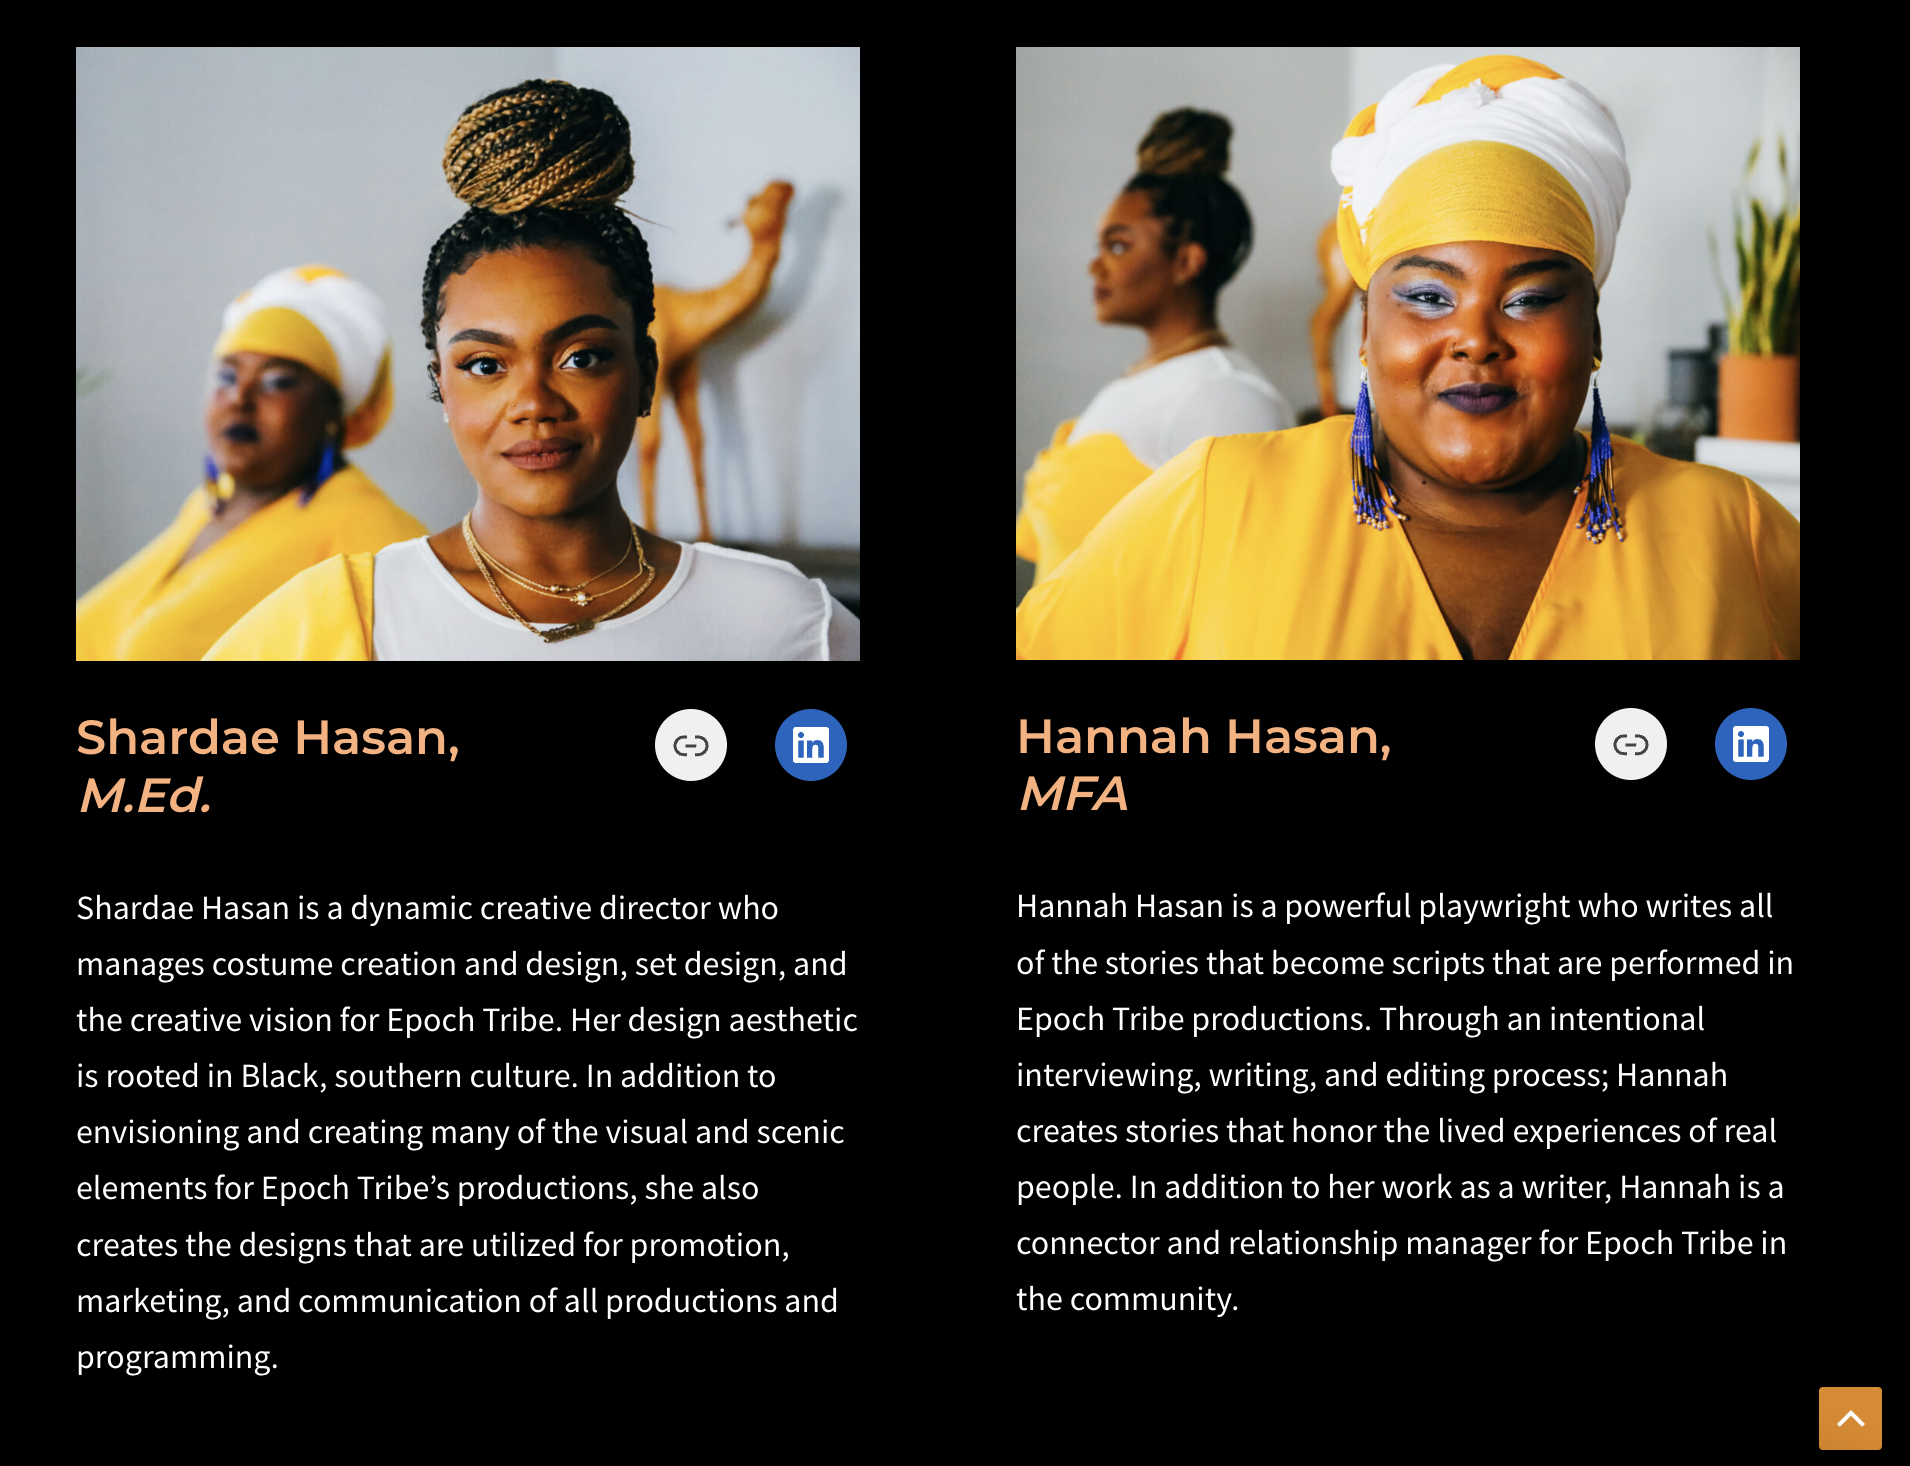 Shardae Hasan,
M.Ed.
in
Shardae Hasan is a dynamic creative director who
manages costume creation and design, set design, and
the creative vision for Epoch Tribe. Her design aesthetic
is rooted in Black, southern culture. In addition to
envisioning and creating many of the visual and scenic
elements for Epoch Tribe’s productions, she also
creates the designs that are utilized for promotion,
marketing, and communication of all productions and
programming.
Hannah Hasan,
MFA
in
Hannah Hasan is a powerful playwright who writes all
of the stories that become scripts that are performed in
Epoch Tribe productions. Through an intentional
interviewing, writing, and editing process; Hannah
creates stories that honor the lived experiences of real
people. In addition to her work as a writer, Hannah is a
connector and relationship manager for Epoch Tribe in
the community.